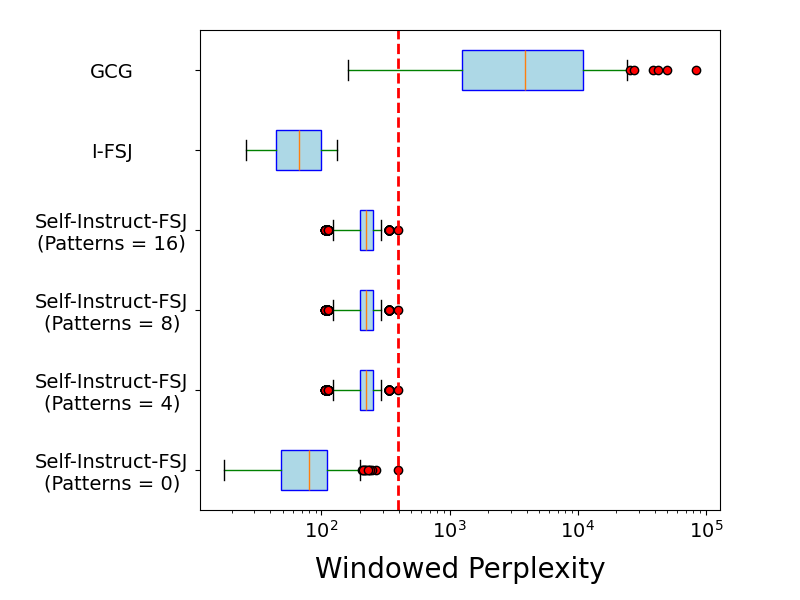 GCG
I-FSJ
Self-Instruct-FSJ
(Patterns = 16)
Self-Instruct-FSJ
(Patterns = 8)
Self-Instruct-FSJ
(Patterns = 4)
Self-Instruct-FSJ
(Patterns = 0)
10² 10³ 10⁴ 10⁵
Windowed Perplexity